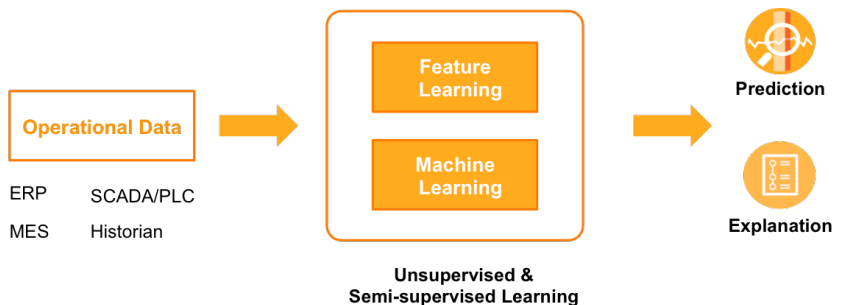 Operational Data
ERP SCADA/PLC
MES Historian
Feature
Learning
Machine
Learning
Unsupervised &
Semi-supervised Learning
Prediction
Explanation